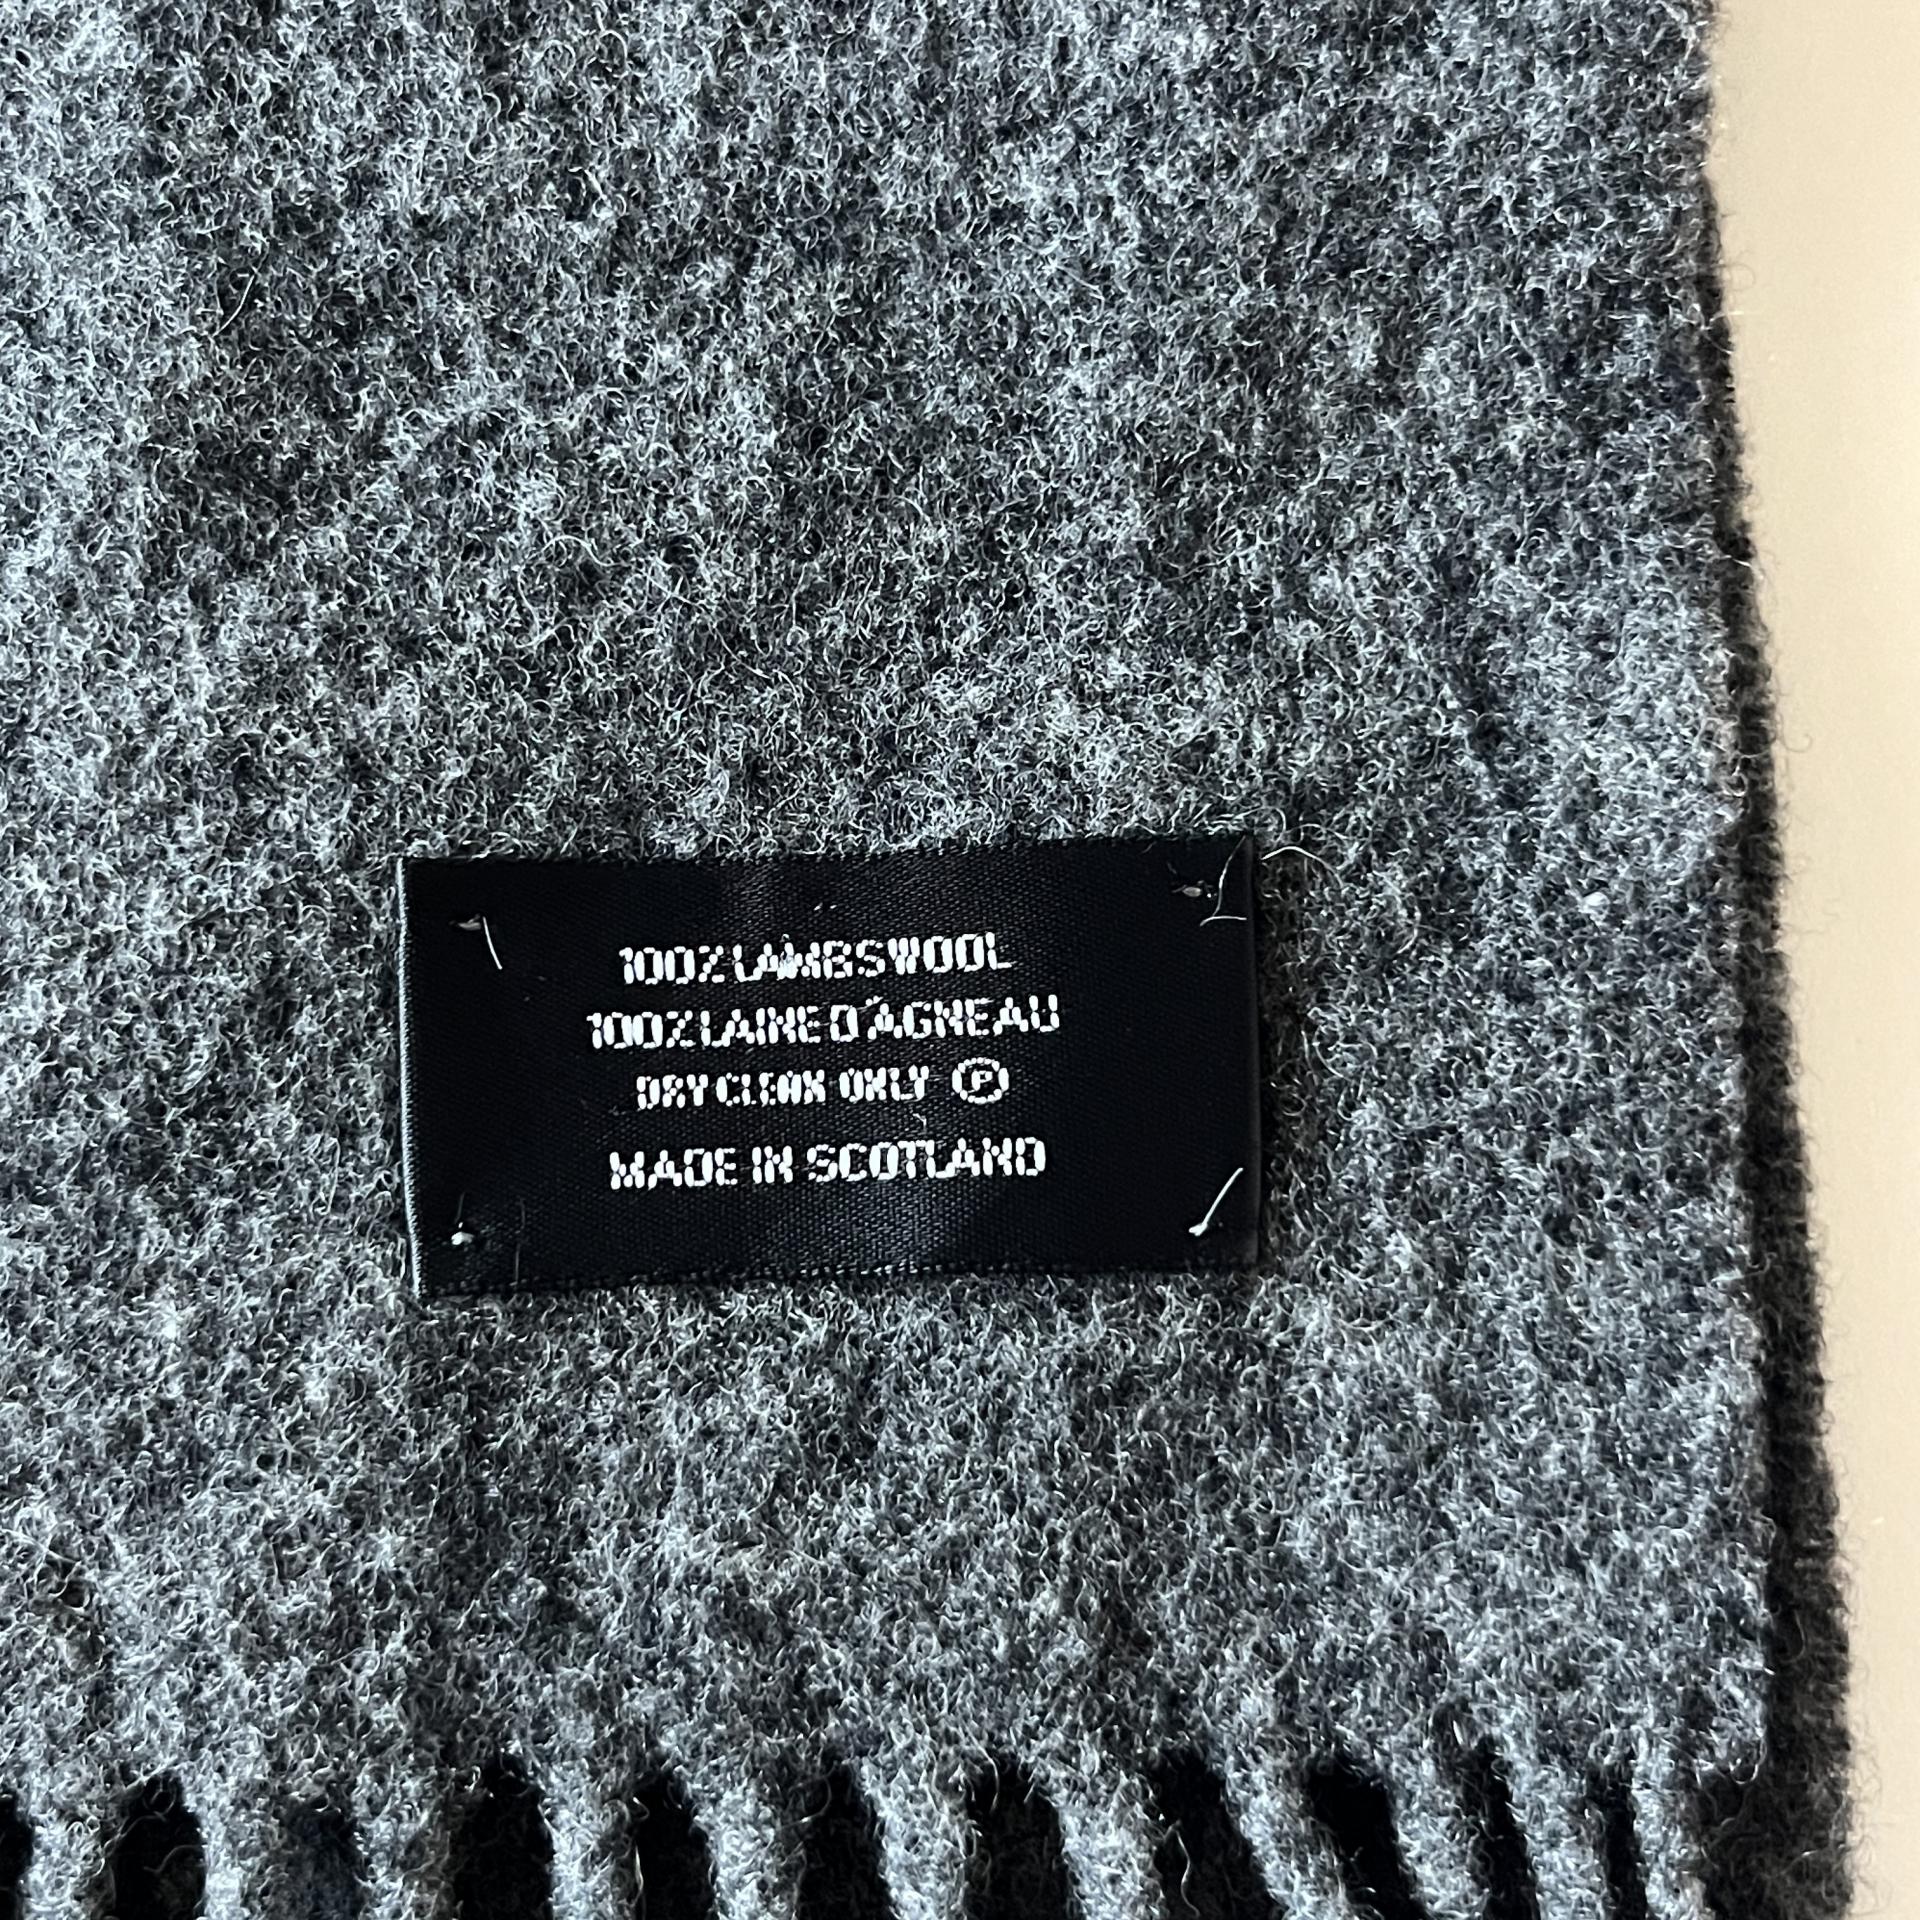 100% LAMBSWOOL
100% LAINE D'AGNEAU
DRY CLEAN ONLY Ⓟ
MADE IN SCOTLAND